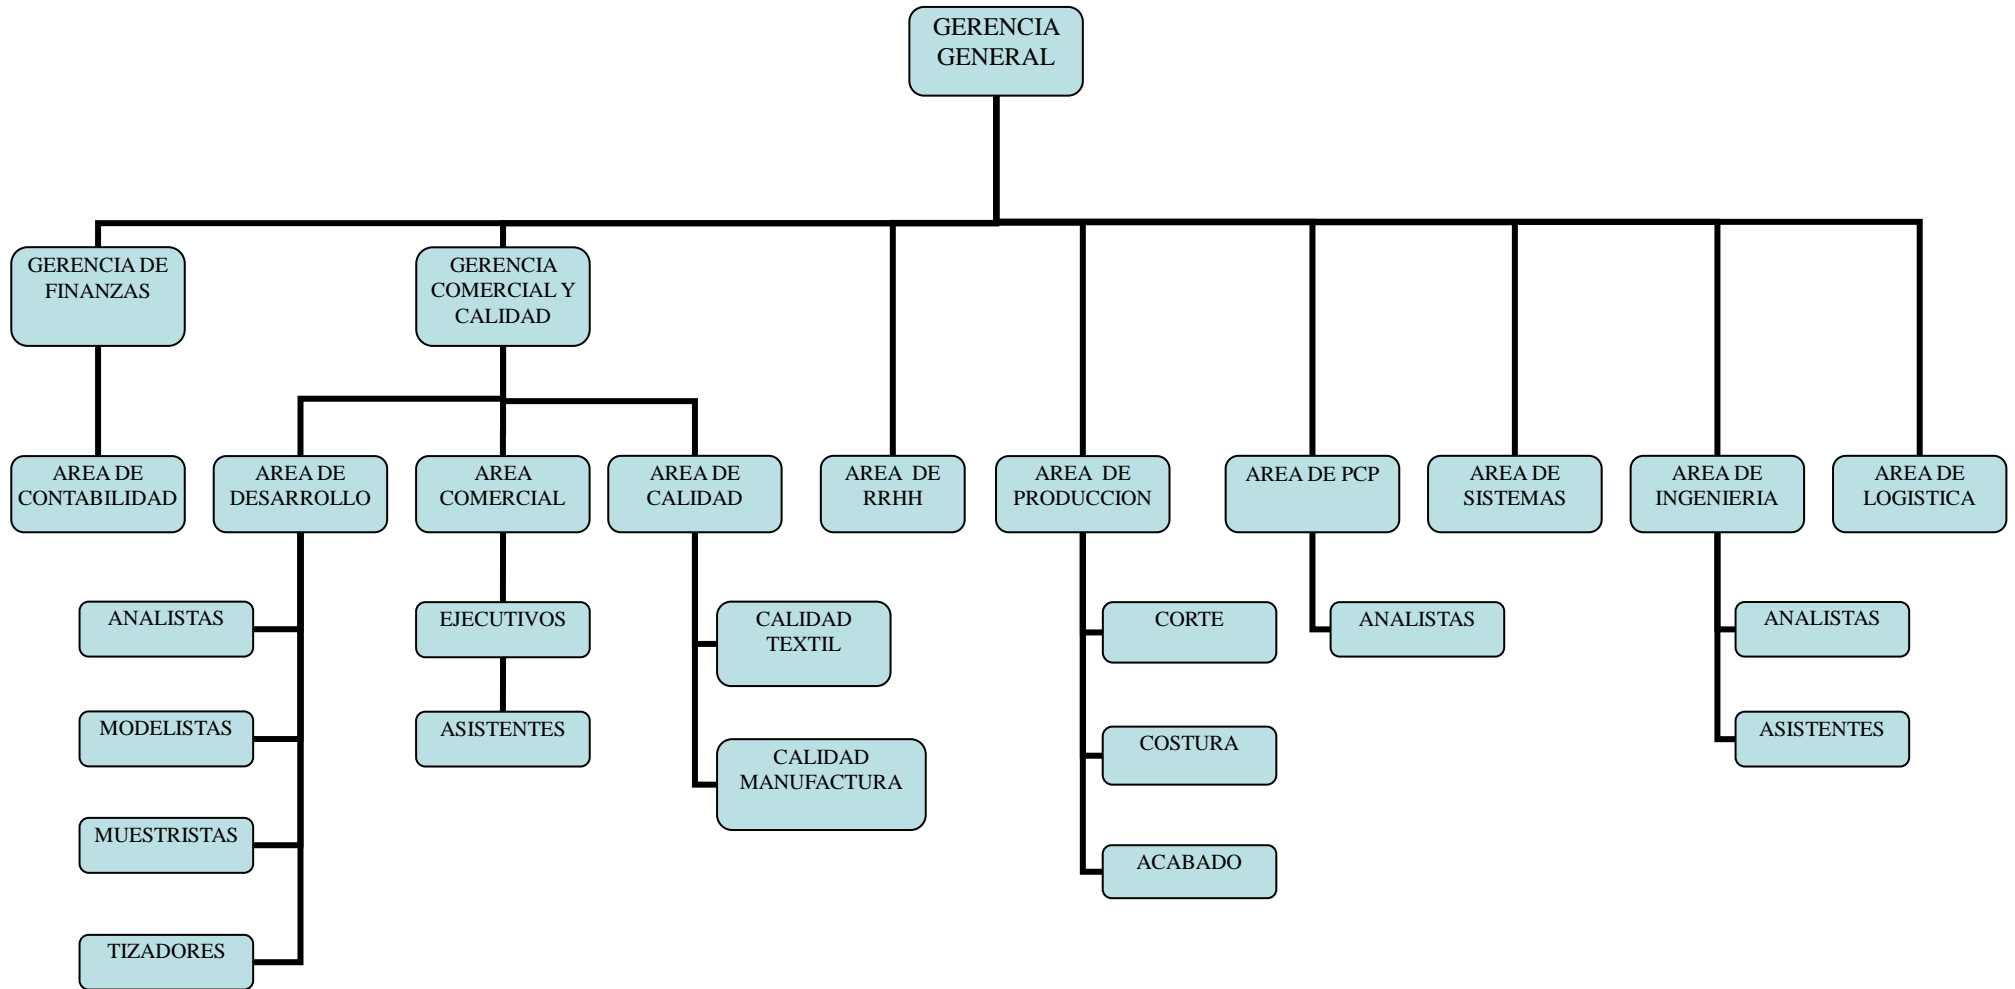 GERENCIA
GENERAL
GERENCIA DE
FINANZAS
GERENCIA
COMERCIAL Y
CALIDAD
AREA DE
CONTABILIDAD
AREA DE
DESARROLLO
AREA
COMERCIAL
AREA DE
CALIDAD
AREA DE
RRHH
AREA DE
PRODUCCION
AREA DE PCP
AREA DE
SISTEMAS
AREA DE
INGENIERIA
AREA DE
LOGISTICA
ANALISTAS
EJECUTIVOS
CALIDAD
TEXTIL
CORTE
ANALISTAS
ANALISTAS
MODELISTAS
ASISTENTES
CALIDAD
MANUFACTURA
COSTURA
ASISTENTES
MUESTRISTAS
ACABADO
TIZADORES